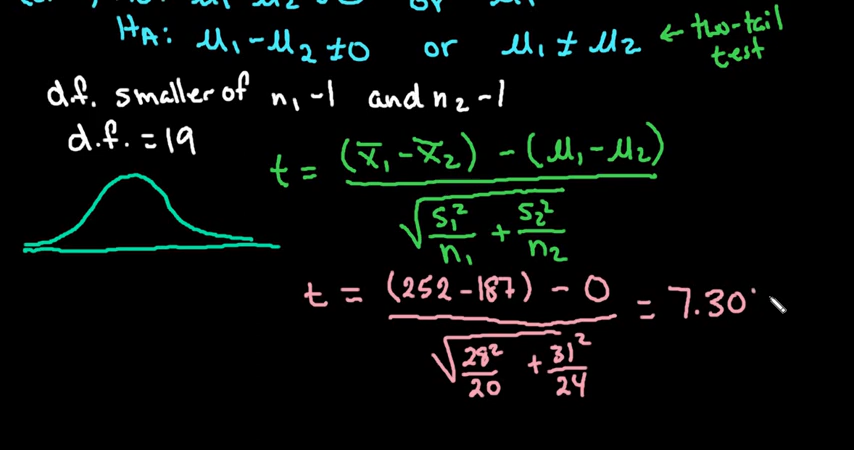 H_A: μ₁ - μ₂ ≠ 0 or μ₁ ≠ μ₂ ← two-tail test
d.f. smaller of n₁ - 1 and n₂ - 1
d.f. = 19
t = (x̄₁ - x̄₂) - (μ₁ - μ₂) / √(s₁²/n₁ + s₂²/n₂)
t = (252 - 187) - 0 / √(28²/20 + 31²/24) = 7.30